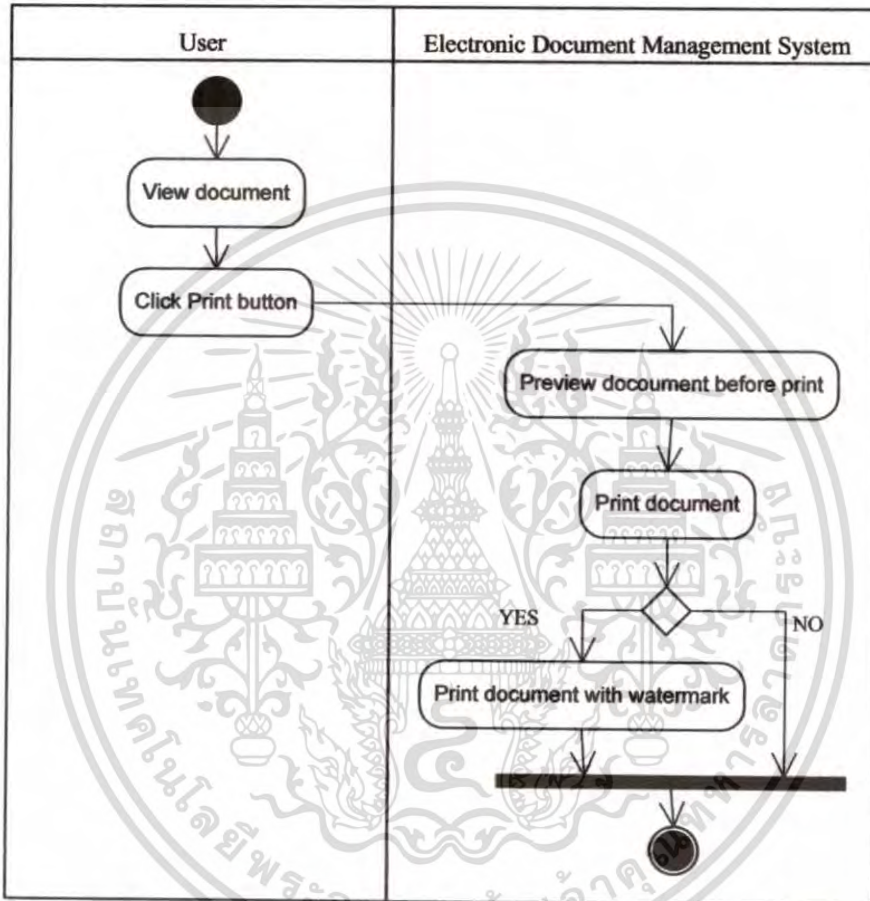 User
Electronic Document Management System
View document
Click Print button
Preview docoument before print
Print document
YES
NO
Print document with watermark